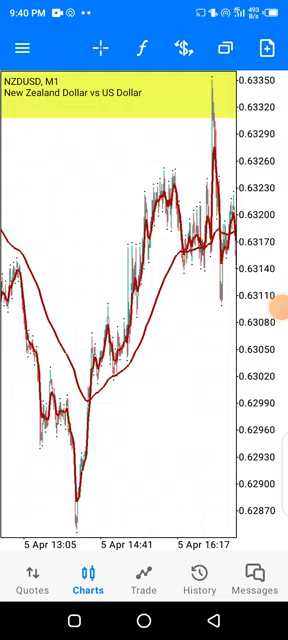 9:40 PM
493
B/s
f
$
NZDUSD, M1
New Zealand Dollar vs US Dollar
0.63350
0.63320
0.63290
0.63260
0.63230
0.63200
0.63170
0.63140
0.63110
0.63080
0.63050
0.63020
0.62990
0.62960
0.62930
0.62900
0.62870
5 Apr 13:05 5 Apr 14:41 5 Apr 16:17
Quotes Charts Trade History Messages